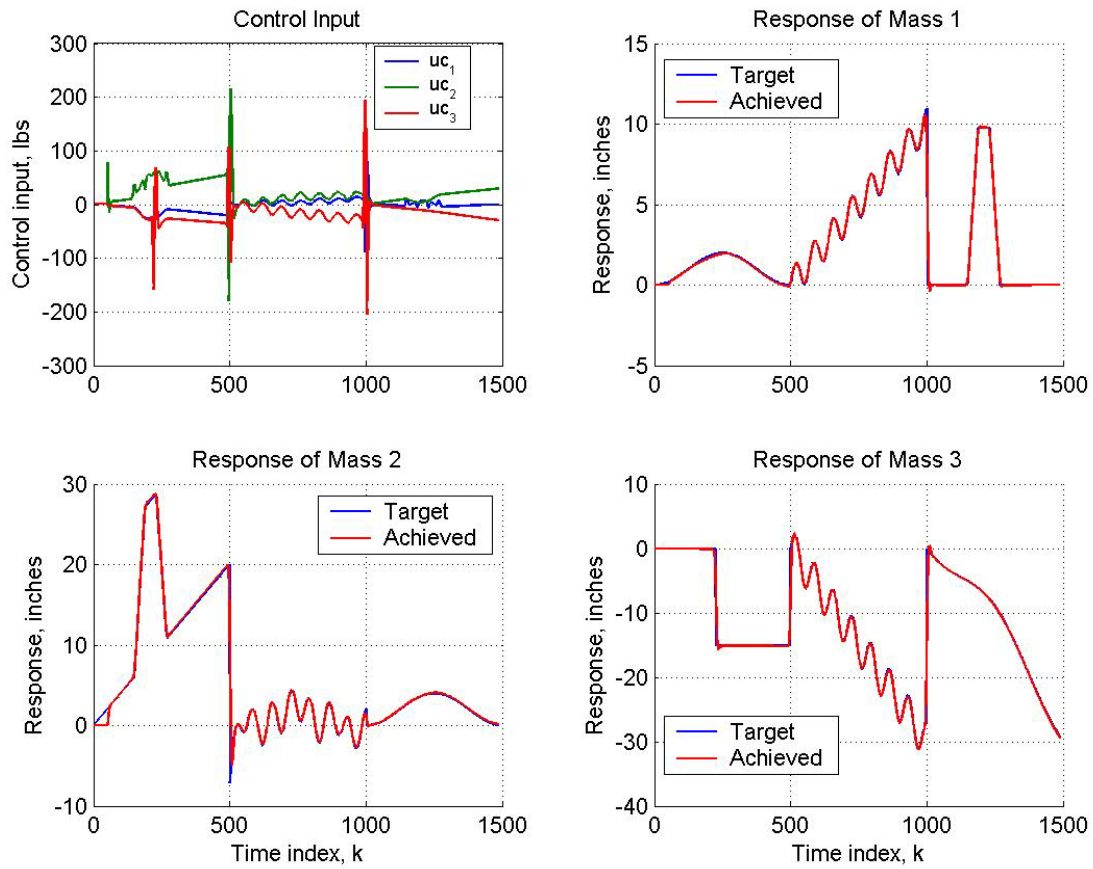 Control Input
Control input, lbs
300
200
100
0
-100
-200
-300
uc1
uc2
uc3
0
500
1000
1500
Response of Mass 1
Response, inches
15
10
5
0
-5
Target
Achieved
0
500
1000
1500
Response of Mass 2
Response, inches
30
20
10
0
-10
Target
Achieved
0
500
1000
1500
Time index, k
Response of Mass 3
Response, inches
10
0
-10
-20
-30
-40
Target
Achieved
0
500
1000
1500
Time index, k